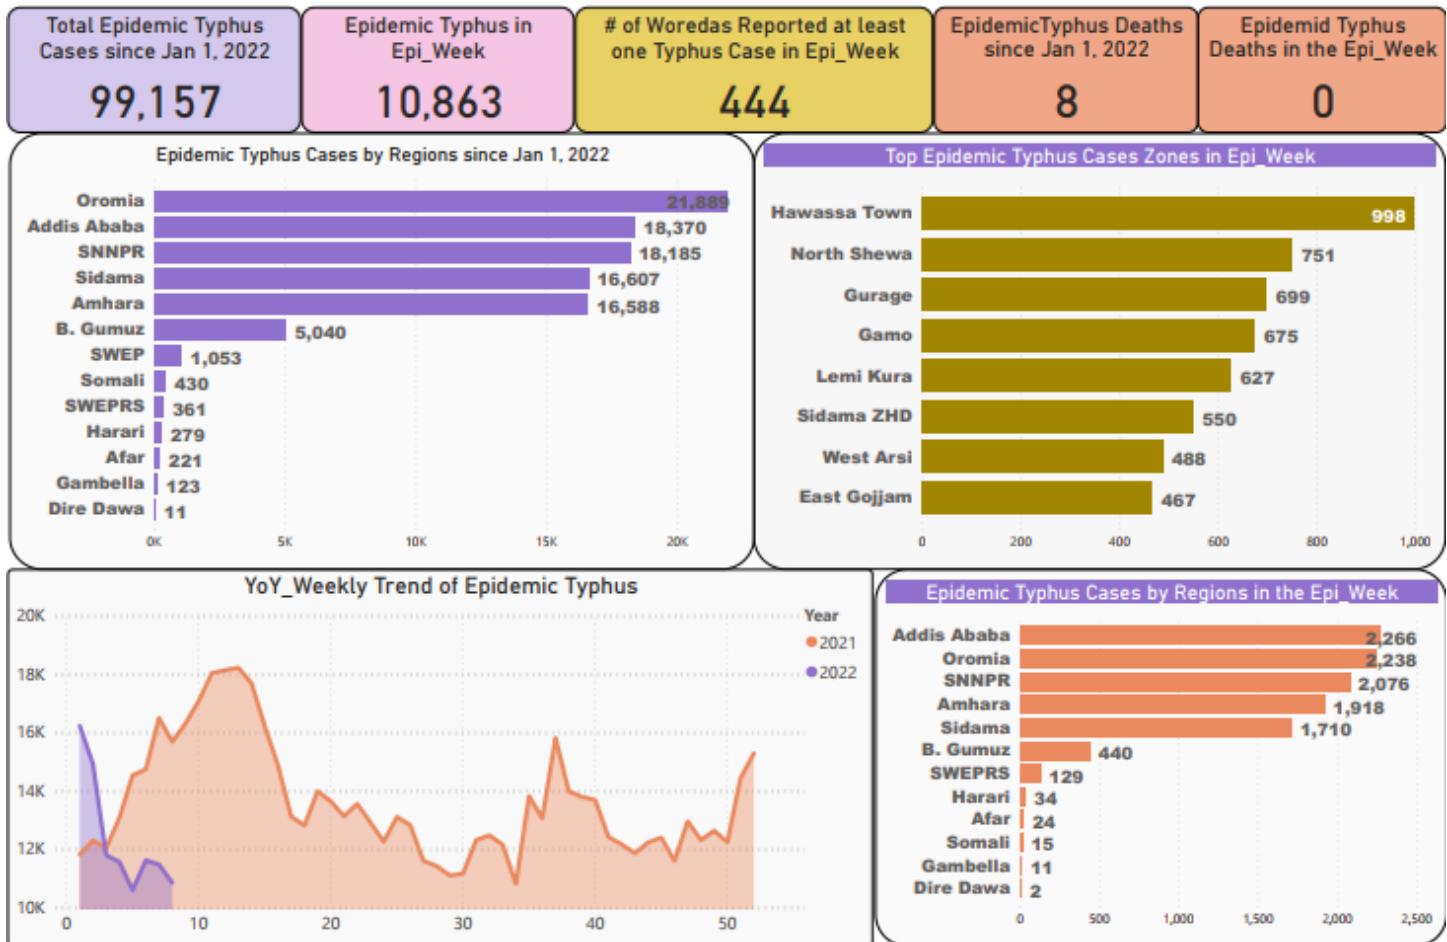 Total Epidemic Typhus
Cases since Jan 1, 2022
99,157
Epidemic Typhus in
Epi_Week
10,863
# of Woredas Reported at least
one Typhus Case in Epi_Week
444
EpidemicTyphus Deaths
since Jan 1, 2022
8
Epidemid Typhus
Deaths in the Epi_Week
0
Epidemic Typhus Cases by Regions since Jan 1, 2022
Oromia 21,889
Addis Ababa 18,370
SNNPR 18,185
Sidama 16,607
Amhara 16,588
B. Gumuz 5,040
SWEP 1,053
Somali 430
SWEPRS 361
Harari 279
Afar 221
Gambella 123
Dire Dawa 11
0K 5K 10K 15K 20K
Top Epidemic Typhus Cases Zones in Epi_Week
Hawassa Town 998
North Shewa 751
Gurage 699
Gamo 675
Lemi Kura 627
Sidama ZHD 550
West Arsi 488
East Gojjam 467
0 200 400 600 800 1,000
YoY_Weekly Trend of Epidemic Typhus
20K
18K
16K
14K
12K
10K
0 10 20 30 40 50
Year
2021
2022
Epidemic Typhus Cases by Regions in the Epi_Week
Addis Ababa 2,266
Oromia 2,238
SNNPR 2,076
Amhara 1,918
Sidama 1,710
B. Gumuz 440
SWEPRS 129
Harari 34
Afar 24
Somali 15
Gambella 11
Dire Dawa 2
0 500 1,000 1,500 2,000 2,500